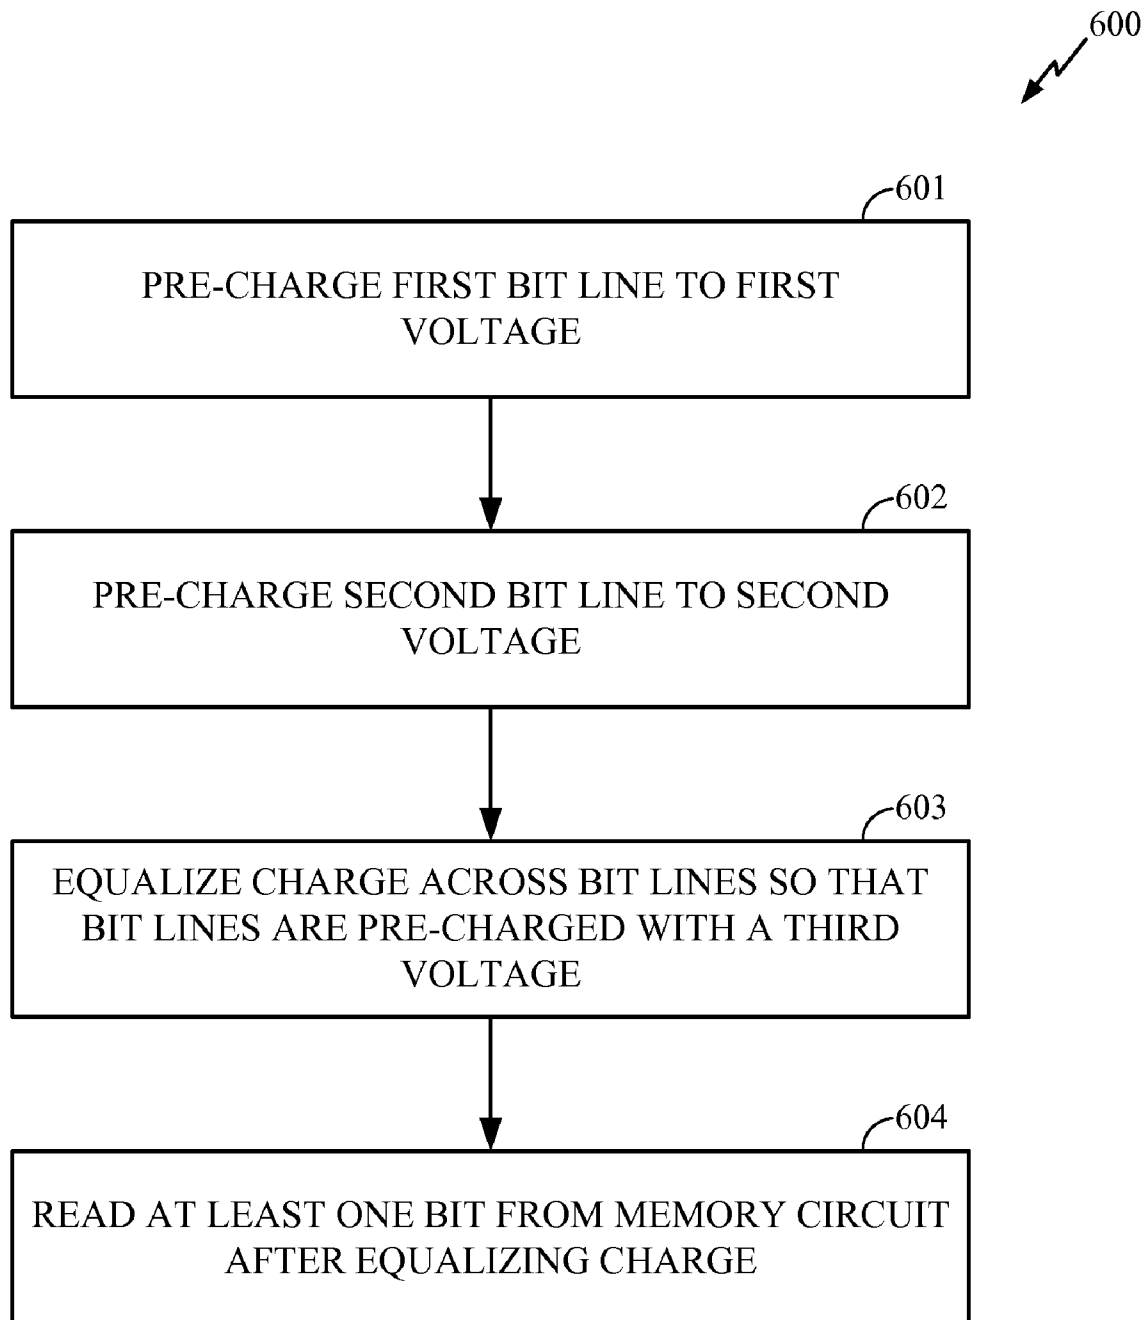 600
601
PRE-CHARGE FIRST BIT LINE TO FIRST
VOLTAGE
602
PRE-CHARGE SECOND BIT LINE TO SECOND
VOLTAGE
603
EQUALIZE CHARGE ACROSS BIT LINES SO THAT
BIT LINES ARE PRE-CHARGED WITH A THIRD
VOLTAGE
604
READ AT LEAST ONE BIT FROM MEMORY CIRCUIT
AFTER EQUALIZING CHARGE